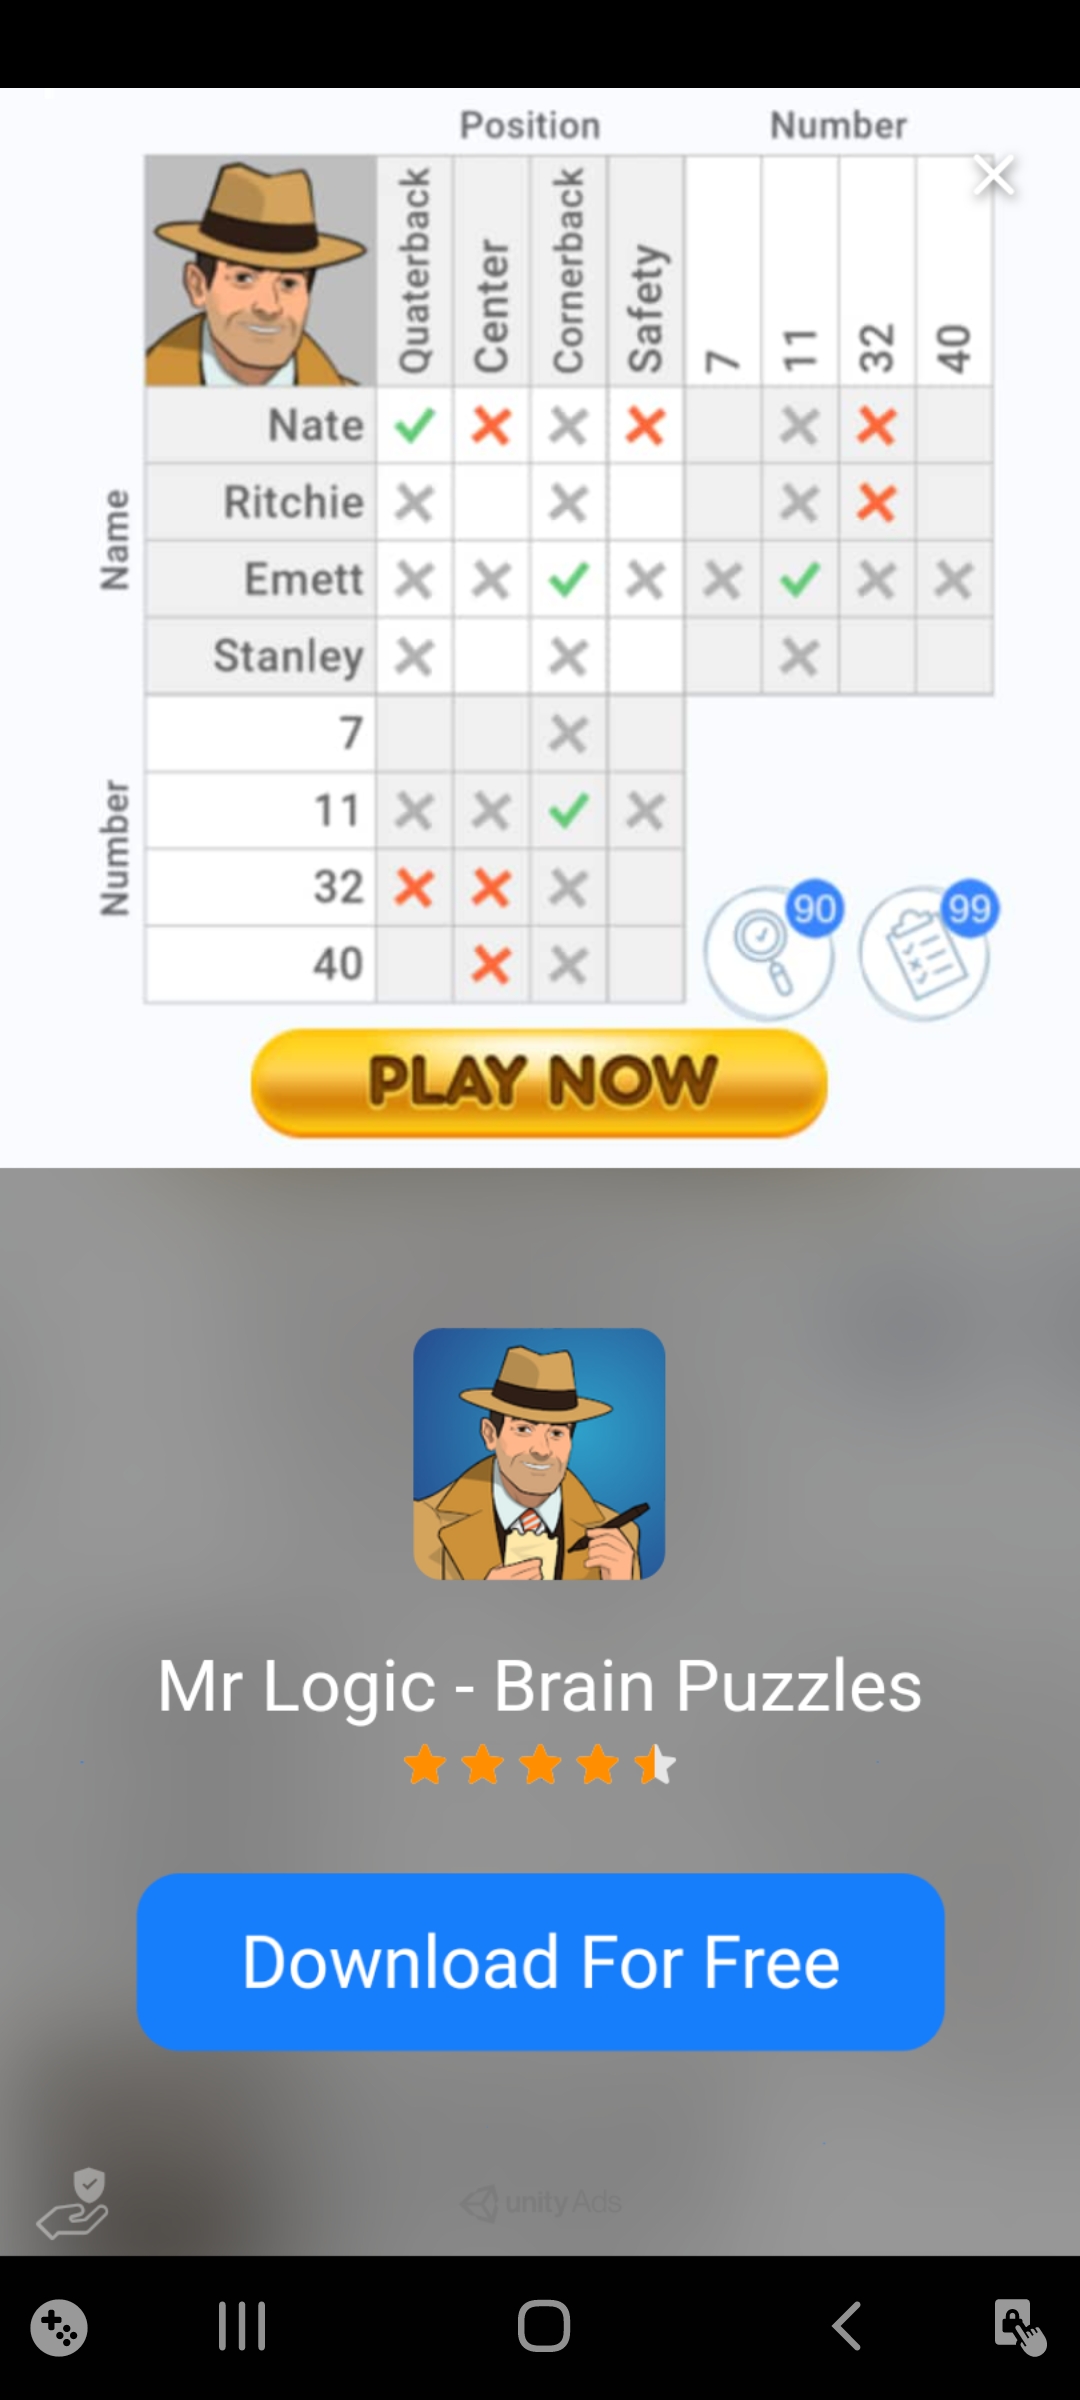 Position Number
Quaterback
Center
Cornerback
Safety
7
11
32
40
Name
Nate
Ritchie
Emett
Stanley
Number
7
11
32
40
90 99
PLAY NOW
Mr Logic - Brain Puzzles
Download For Free
unity Ads